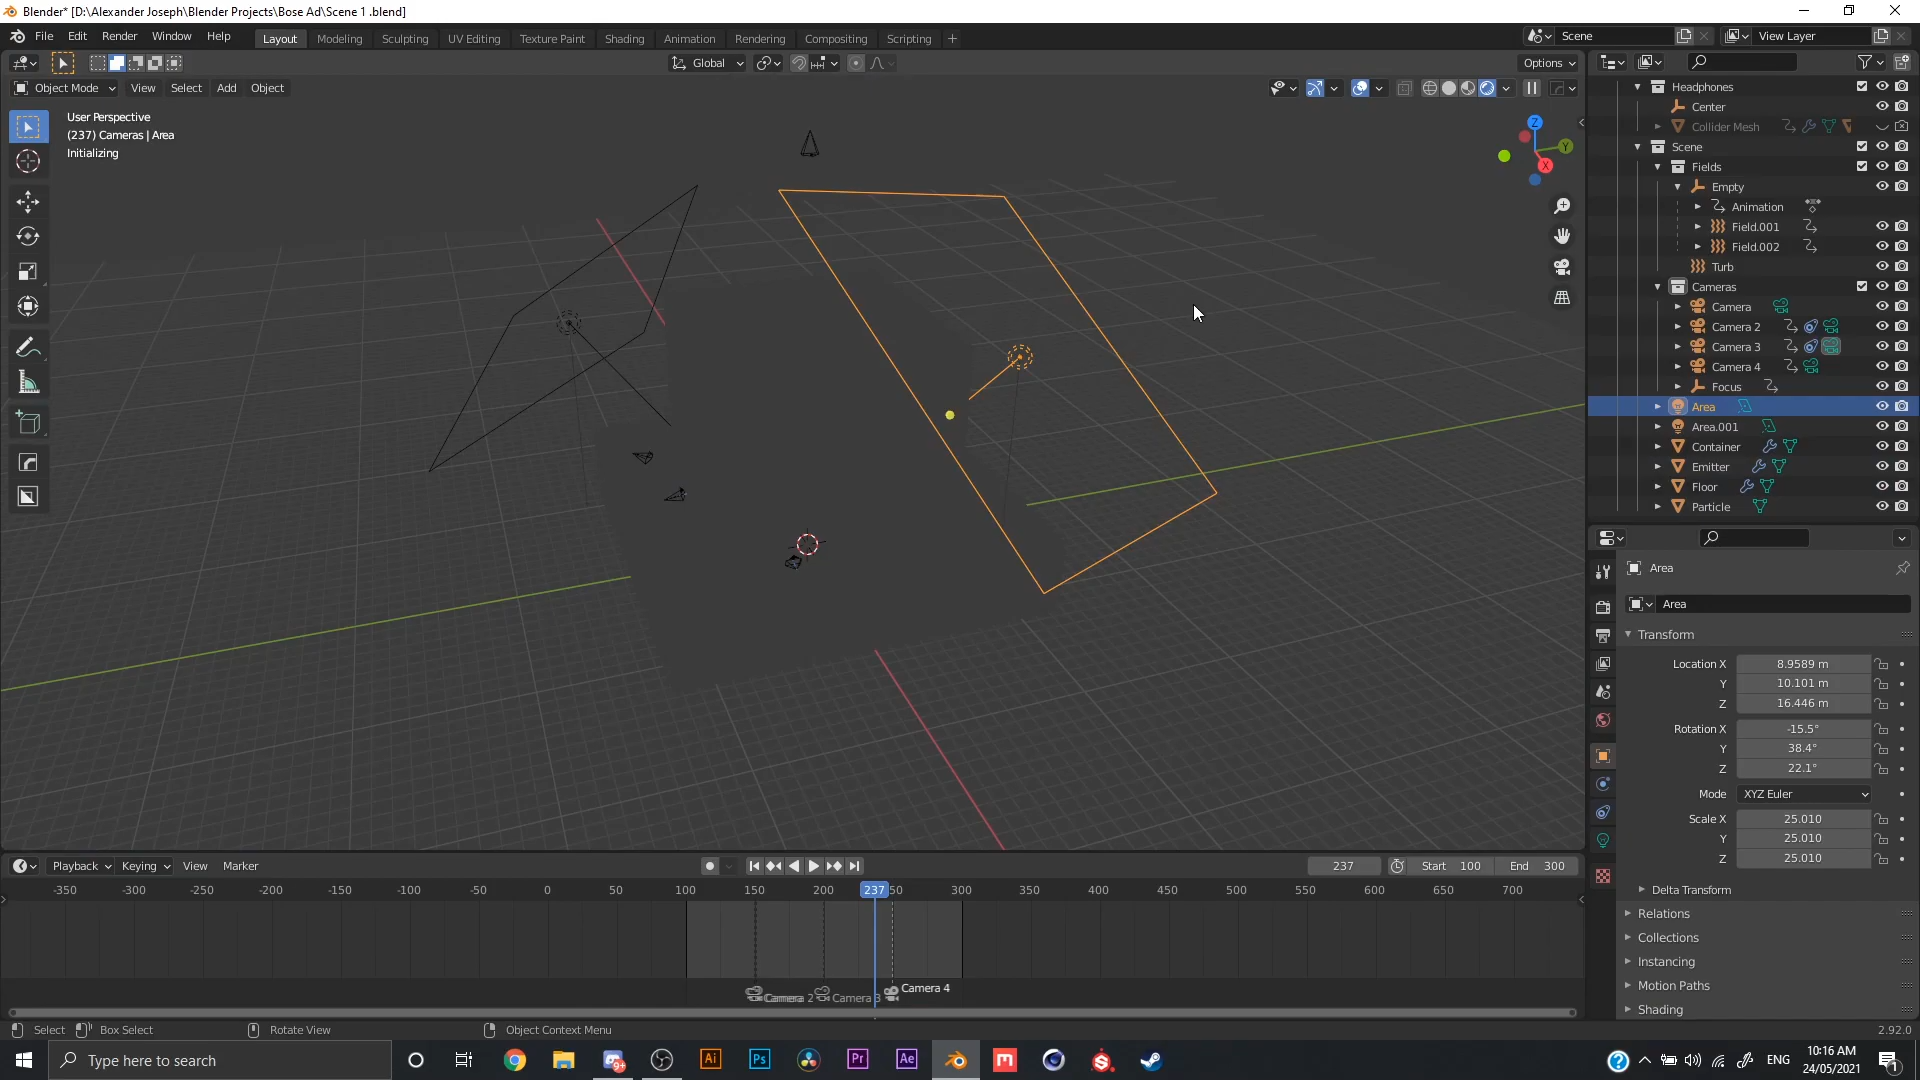 Blender* [D:\Alexander Joseph\Blender Projects\Bose Ad\Scene 1 .blend]
File Edit Render Window Help Layout Modeling Sculpting UV Editing Texture Paint Shading Animation Rendering Compositing Scripting + Scene View Layer
Global Options
Object Mode View Select Add Object
User Perspective
(237) Cameras | Area
Initializing
Z
Y
X
Headphones
Center
Collider Mesh
Scene
Fields
Empty
Animation
Field.001
Field.002
Turb
Cameras
Camera
Camera 2
Camera 3
Camera 4
Focus
Area
Area.001
Container
Emitter
Floor
Particle
Area
Area
Transform
Location X 8.9589 m
Y 10.101 m
Z 16.446 m
Rotation X -15.5°
Y 38.4°
Z 22.1°
Mode XYZ Euler
Scale X 25.010
Y 25.010
Z 25.010
Delta Transform
Relations
Collections
Instancing
Motion Paths
Shading
Playback Keying View Marker 237 Start 100 End 300
-350 -300 -250 -200 -150 -100 -50 0 50 100 150 200 237 50 300 350 400 450 500 550 600 650 700
Camera 2 Camera 3 Camera 4
Select Box Select Rotate View Object Context Menu 2.92.0
Type here to search 9+ Ai Ps Pr Ae ENG 10:16 AM
24/05/2021 1